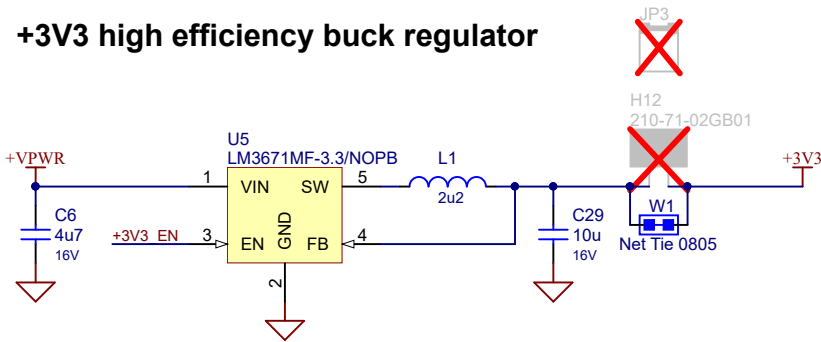 +3V3 high efficiency buck regulator
JP3
H12
210-71-02GB01
U5
LM3671MF-3.3/NOPB
L1
+VPWR
+3V3
1
VIN
SW
5
2u2
C6
4u7
16V
+3V3_EN
3
EN
GND
FB
4
C29
10u
16V
W1
Net Tie 0805
2